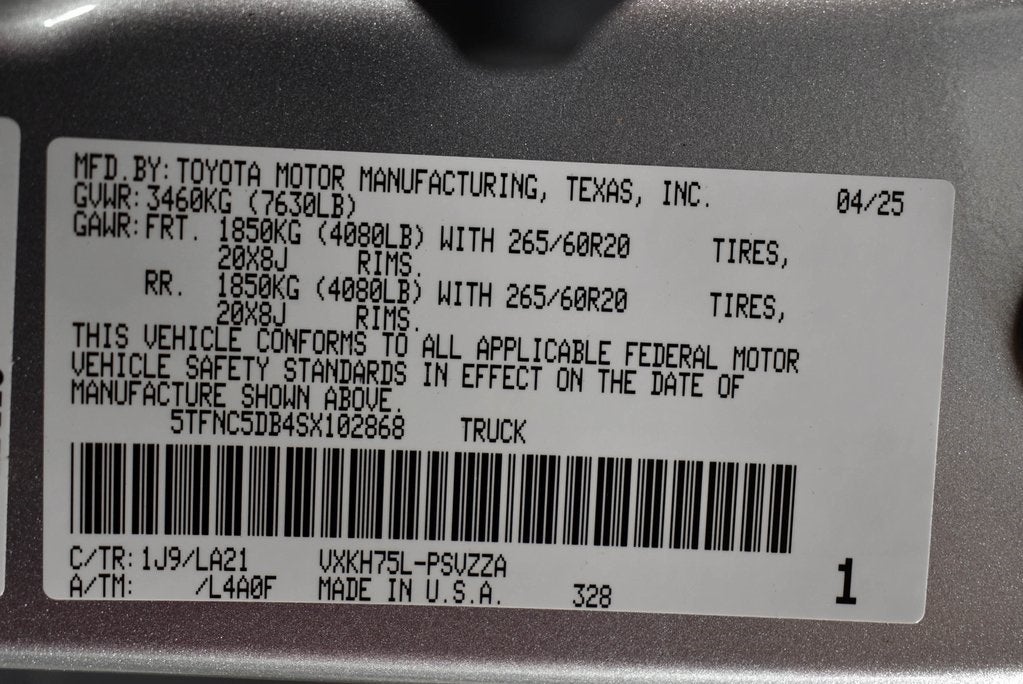 MFD.BY: TOYOTA MOTOR MANUFACTURING, TEXAS, INC. 04/25
GVWR: 3460KG (7630LB)
GAWR: FRT. 1850KG (4080LB) WITH 265/60R20 TIRES,
20X8J RIMS.
RR. 1850KG (4080LB) WITH 265/60R20 TIRES,
20X8J RIMS.
THIS VEHICLE CONFORMS TO ALL APPLICABLE FEDERAL MOTOR
VEHICLE SAFETY STANDARDS IN EFFECT ON THE DATE OF
MANUFACTURE SHOWN ABOVE.
5TFNC5DB4SX102868 TRUCK
C/TR: 1J9/LA21 VXKH75L-PSVZZA
A/TM: /L4A0F MADE IN U.S.A. 328 1